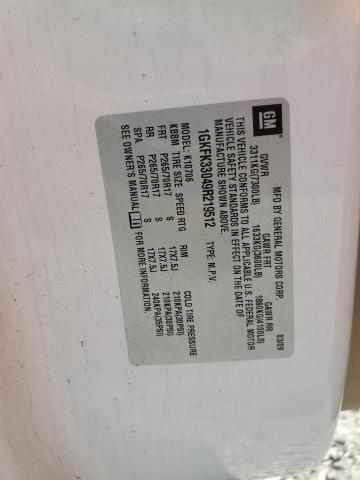 GM
MFD BY GENERAL MOTORS CORP. 03/09
GVWR GAWR FRT GAWR RR
3311KG(7300LB) 1633KG(3600LB) 1860KG(4100LB)
THIS VEHICLE CONFORMS TO ALL APPLICABLE U.S. FEDERAL MOTOR
VEHICLE SAFETY STANDARDS IN EFFECT ON THE DATE OF
MANUFACTURE SHOWN ABOVE.
1GKFK33049R219512 TYPE: M.P.V.
MODEL: K10706
KBBM TIRE SIZE SPEED RTG RIM COLD TIRE PRESSURE
FRT P265/70R17 S 17X7.5J 210KPA(30PSI)
RR P265/70R17 S 17X7.5J 210KPA(30PSI)
SPA P265/70R17 S 17X7.5J 240KPA(35PSI)
SEE OWNER'S MANUAL FOR MORE INFORMATION.